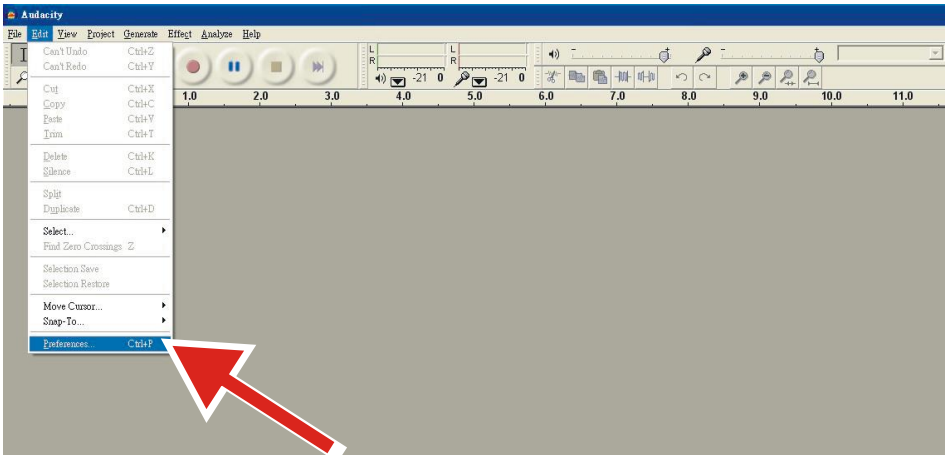 Audacity
File Edit View Project Generate Effect Analyze Help
Can't Undo Ctrl+Z
Can't Redo Ctrl+Y
Cut Ctrl+X
Copy Ctrl+C
Paste Ctrl+V
Trim Ctrl+T
Delete Ctrl+K
Silence Ctrl+L
Split
Duplicate Ctrl+D
Select...
Find Zero Crossings Z
Selection Save
Selection Restore
Move Cursor...
Snap-To...
Preferences... Ctrl+P
L
R
-21 0
L
R
-21 0
1.0 2.0 3.0 4.0 5.0 6.0 7.0 8.0 9.0 10.0 11.0